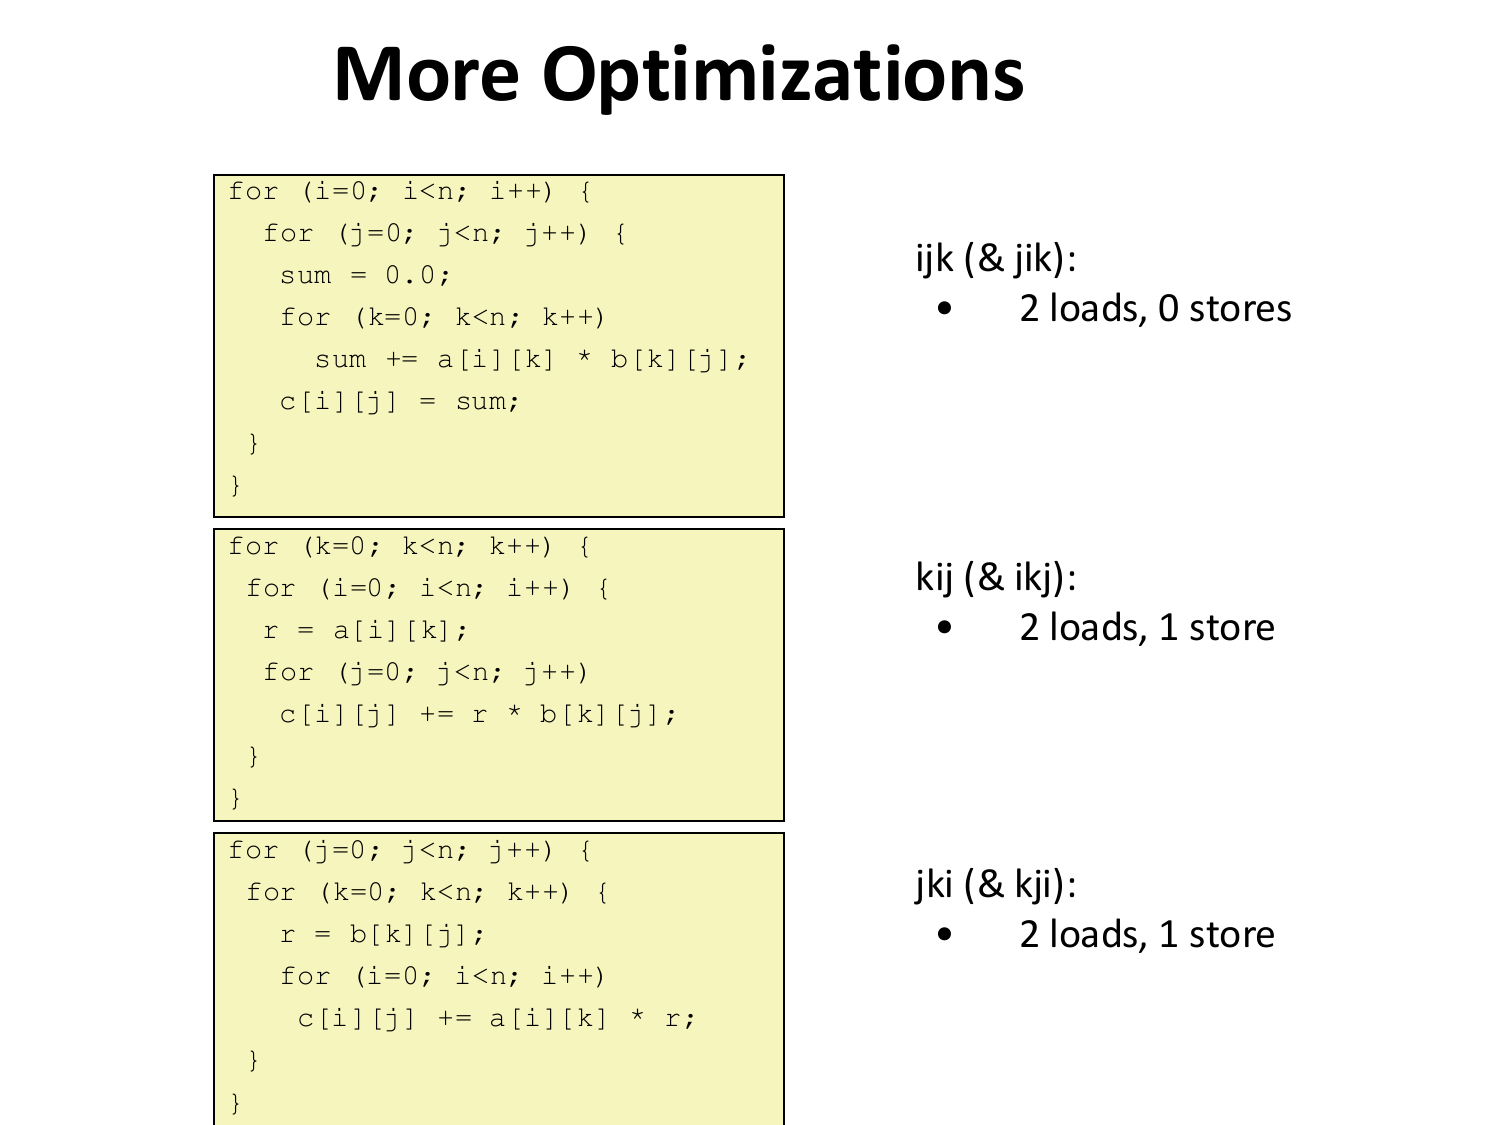 More Optimizations
for (i=0; i<n; i++) {
  for (j=0; j<n; j++) {
   sum = 0.0;
   for (k=0; k<n; k++)
     sum += a[i][k] * b[k][j];
   c[i][j] = sum;
 }
}
ijk (& jik):
• 2 loads, 0 stores
for (k=0; k<n; k++) {
 for (i=0; i<n; i++) {
  r = a[i][k];
  for (j=0; j<n; j++)
   c[i][j] += r * b[k][j];
 }
}
kij (& ikj):
• 2 loads, 1 store
for (j=0; j<n; j++) {
 for (k=0; k<n; k++) {
   r = b[k][j];
   for (i=0; i<n; i++)
    c[i][j] += a[i][k] * r;
 }
}
jki (& kji):
• 2 loads, 1 store